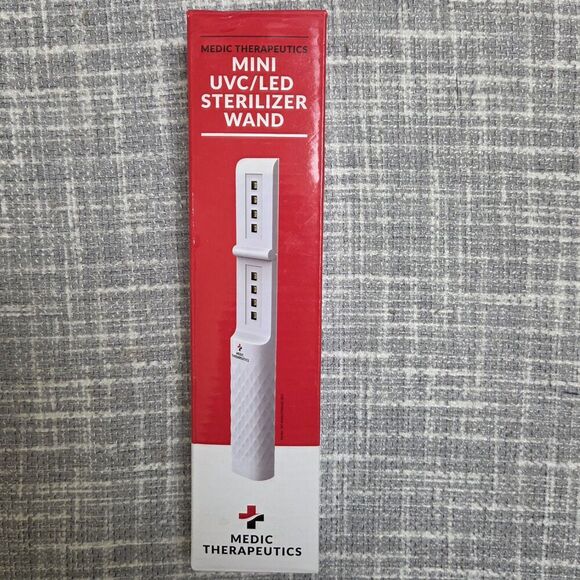 MEDIC THERAPEUTICS
MINI
UVC/LED
STERILIZER
WAND
MEDIC
THERAPEUTICS
MEDIC
THERAPEUTICS